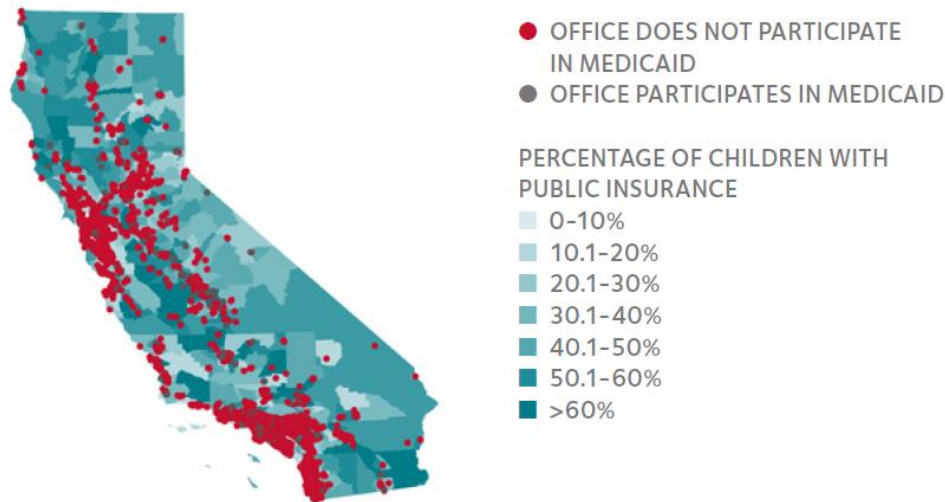 OFFICE DOES NOT PARTICIPATE
IN MEDICAID
OFFICE PARTICIPATES IN MEDICAID
PERCENTAGE OF CHILDREN WITH
PUBLIC INSURANCE
0-10%
10.1-20%
20.1-30%
30.1-40%
40.1-50%
50.1-60%
>60%